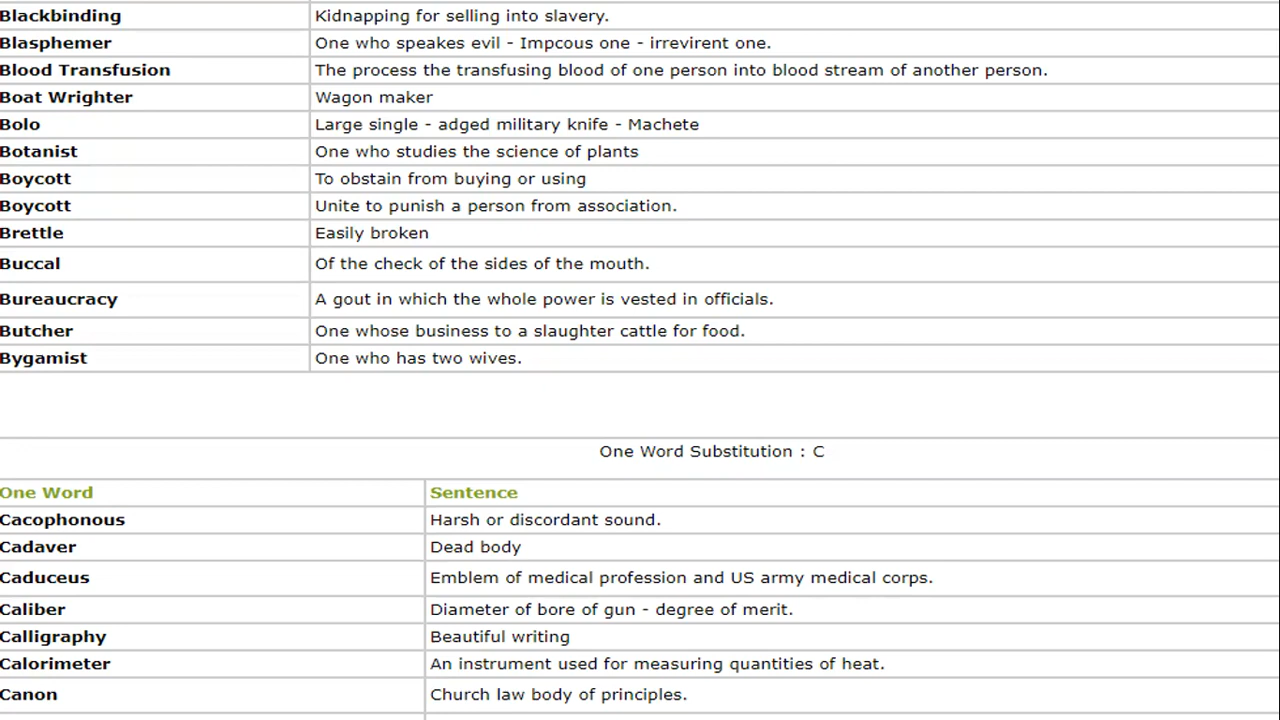 Blackbinding Kidnapping for selling into slavery.
Blasphemer One who speaks evil - Impcous one - irrevirent one.
Blood Transfusion The process the transfusing blood of one person into blood stream of another person.
Boat Wrighter Wagon maker
Bolo Large single - adged military knife - Machete
Botanist One who studies the science of plants
Boycott To obstain from buying or using
Boycott Unite to punish a person from association.
Brettle Easily broken
Buccal Of the check of the sides of the mouth.
Bureaucracy A gout in which the whole power is vested in officials.
Butcher One whose business to a slaughter cattle for food.
Bygamist One who has two wives.
One Word Substitution : C
One Word Sentence
Cacophonous Harsh or discordant sound.
Cadaver Dead body
Caduceus Emblem of medical profession and US army medical corps.
Caliber Diameter of bore of gun - degree of merit.
Calligraphy Beautiful writing
Calorimeter An instrument used for measuring quantities of heat.
Canon Church law body of principles.